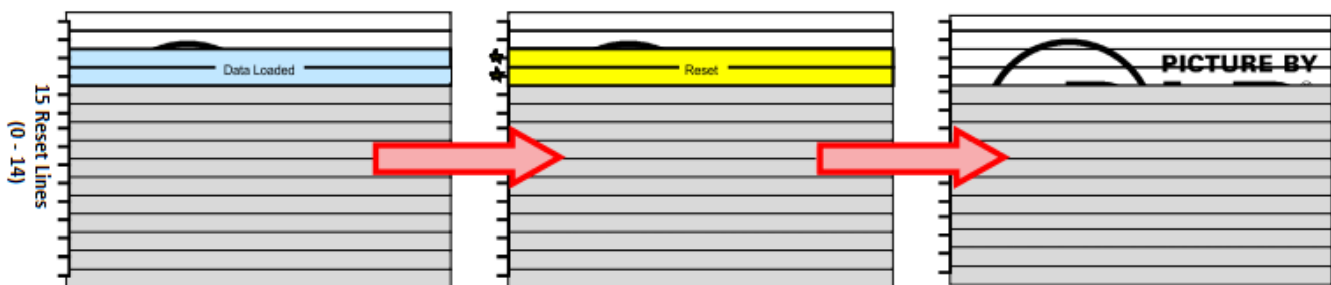 15 Reset Lines
(0 - 14)
Data Loaded
Reset
PICTURE BY